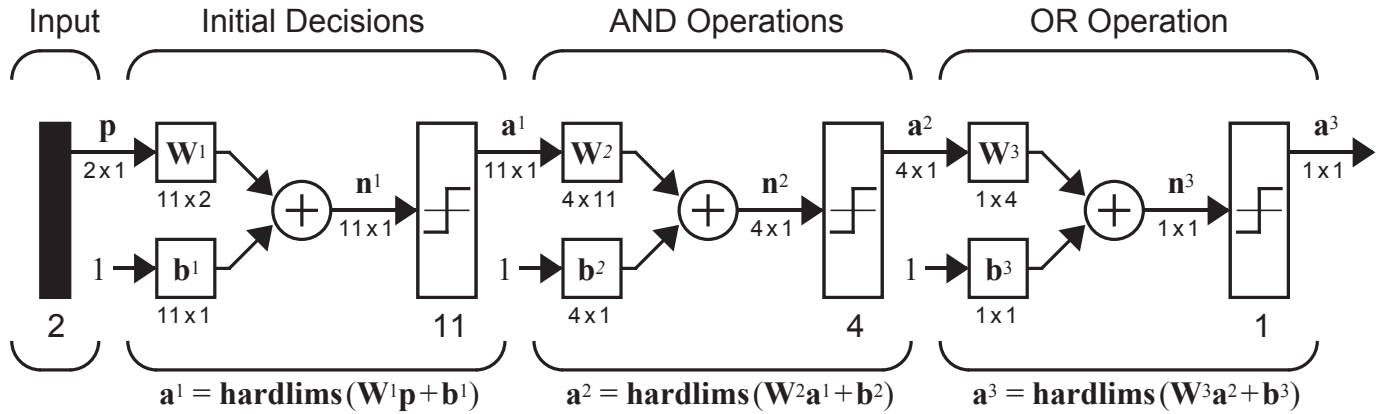 Input Initial Decisions AND Operations OR Operation
p a¹ a² a³
W¹ W² W³
2 x 1 11 x 1 4 x 1 1 x 1
11 x 2 n¹ 4 x 11 n² 1 x 4 n³
11 x 1 4 x 1 1 x 1
1 b¹ 1 b² 1 b³
11 x 1 4 x 1 1 x 1
2 11 4 1
a¹ = hardlims (W¹p + b¹) a² = hardlims (W²a¹ + b²) a³ = hardlims (W³a² + b³)